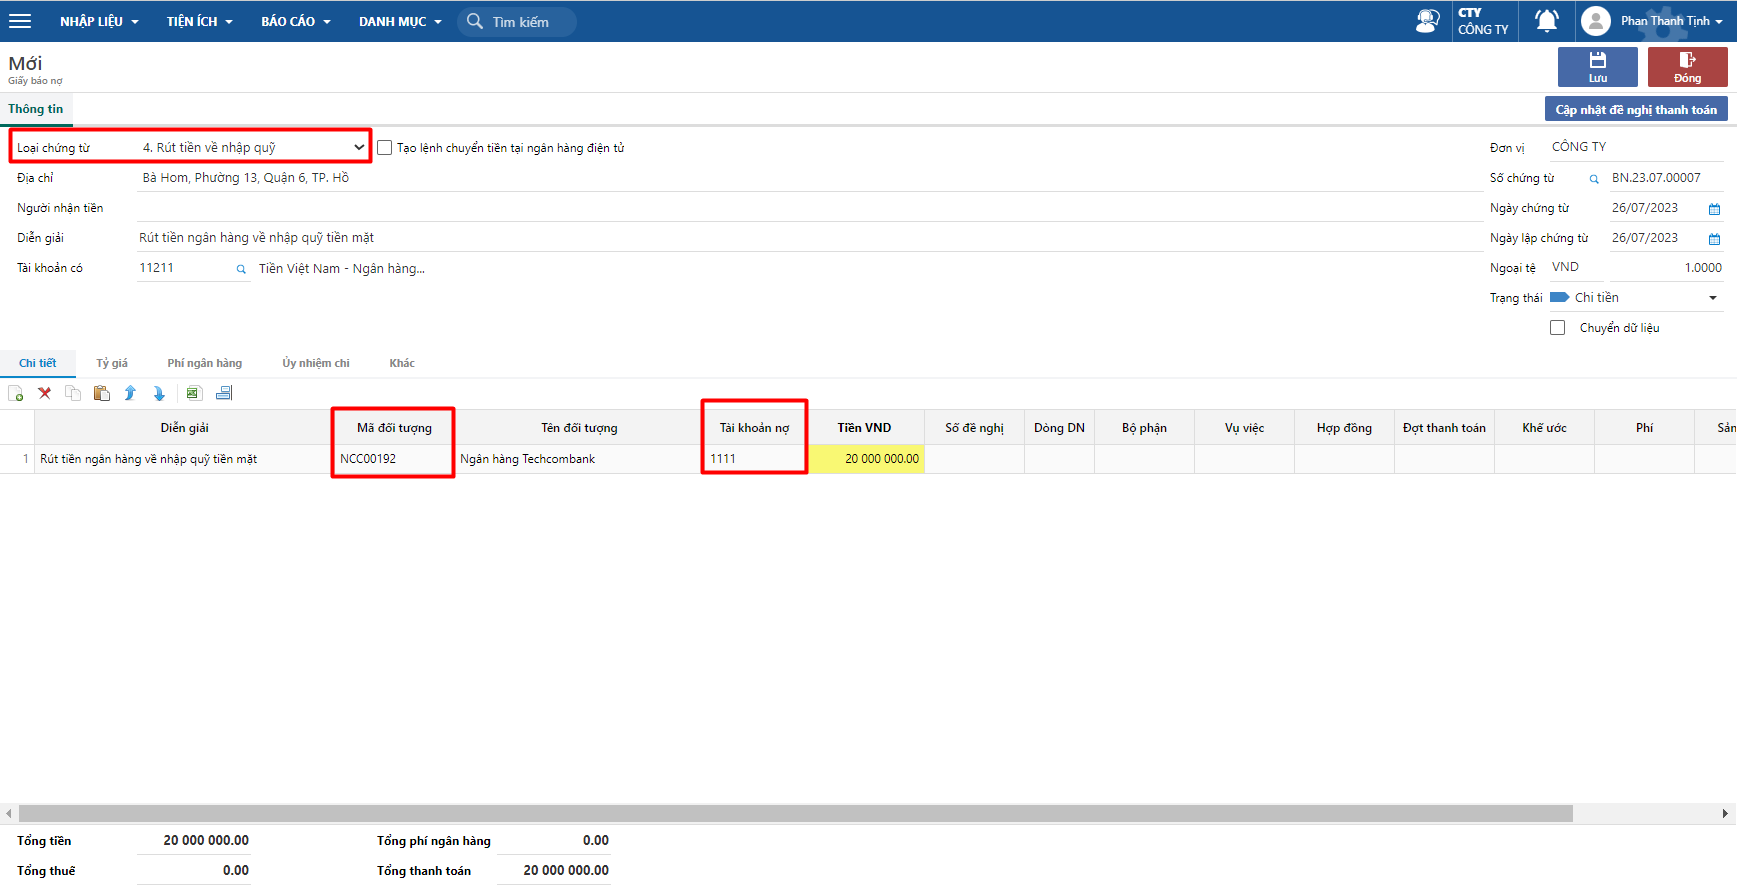 NHẬP LIỆU TIỆN ÍCH BÁO CÁO DANH MỤC Tìm kiếm CTY CÔNG TY Phan Thanh Tịnh
Mới
Giấy báo nợ
Lưu Đóng
Thông tin Cập nhật đề nghị thanh toán
Loại chứng từ 4. Rút tiền về nhập quỹ Tạo lệnh chuyển tiền tại ngân hàng điện tử Đơn vị CÔNG TY
Địa chỉ Bà Hom, Phường 13, Quận 6, TP. Hồ Số chứng từ BN.23.07.00007
Người nhận tiền Ngày chứng từ 26/07/2023
Diễn giải Rút tiền ngân hàng về nhập quỹ tiền mặt Ngày lập chứng từ 26/07/2023
Tài khoản có 11211 Tiền Việt Nam - Ngân hàng... Ngoại tệ VND 1.0000
Trạng thái Chi tiền
Chuyển dữ liệu
Chi tiết Tỷ giá Phí ngân hàng Ủy nhiệm chi Khác
Diễn giải Mã đối tượng Tên đối tượng Tài khoản nợ Tiền VND Số đề nghị Dòng DN Bộ phận Vụ việc Hợp đồng Đợt thanh toán Khế ước Phí Sản
1 Rút tiền ngân hàng về nhập quỹ tiền mặt NCC00192 Ngân hàng Techcombank 1111 20 000 000.00
Tổng tiền 20 000 000.00 Tổng phí ngân hàng 0.00
Tổng thuế 0.00 Tổng thanh toán 20 000 000.00